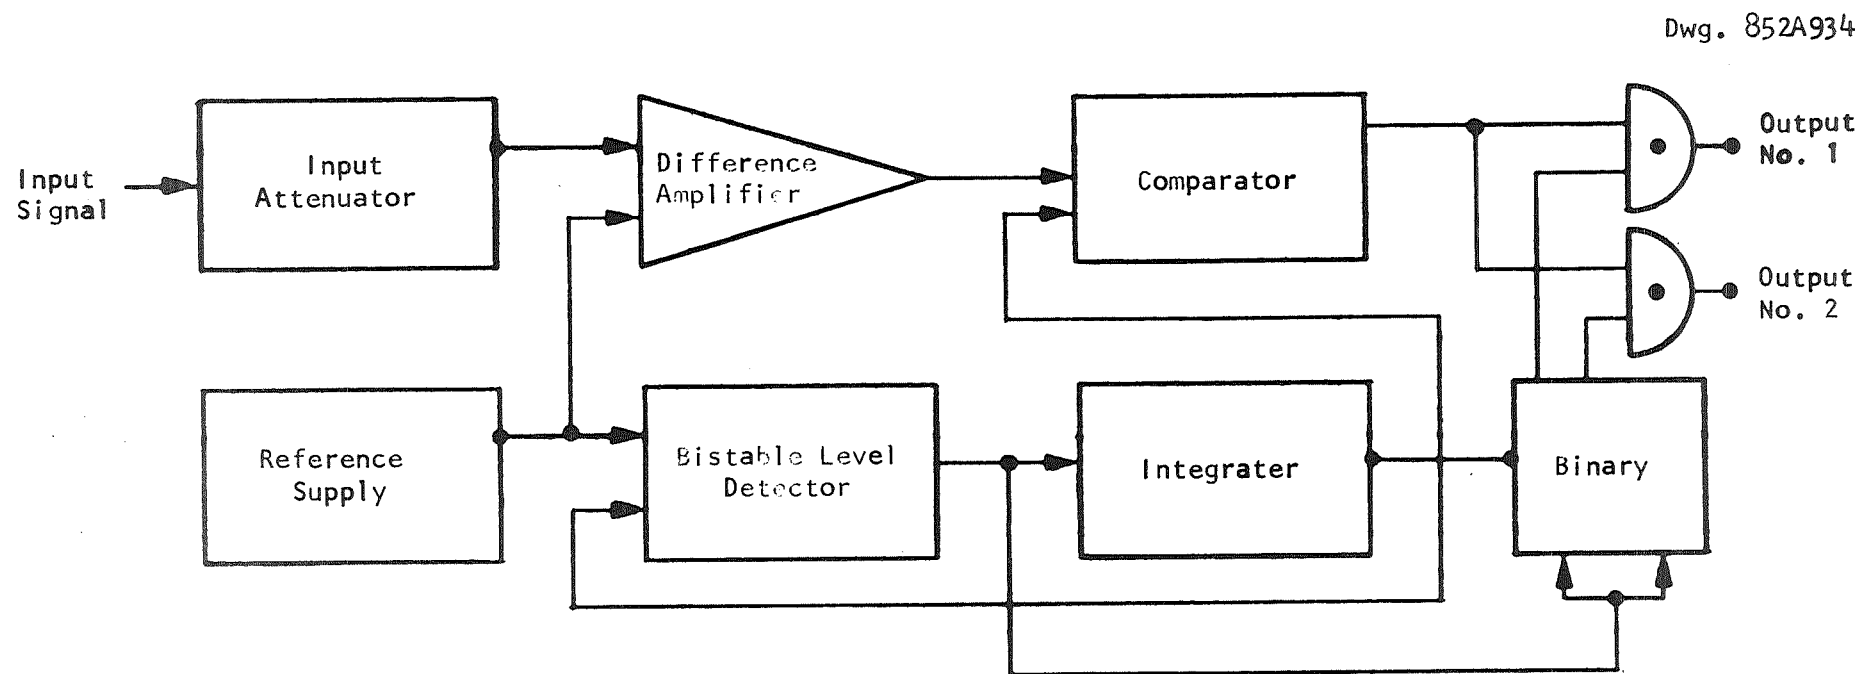 Dwg. 852A934
Input
Signal
Input
Attenuator
Difference
Amplifier
Comparator
Output
No. 1
Output
No. 2
Reference
Supply
Bistable Level
Detector
Integrater
Binary